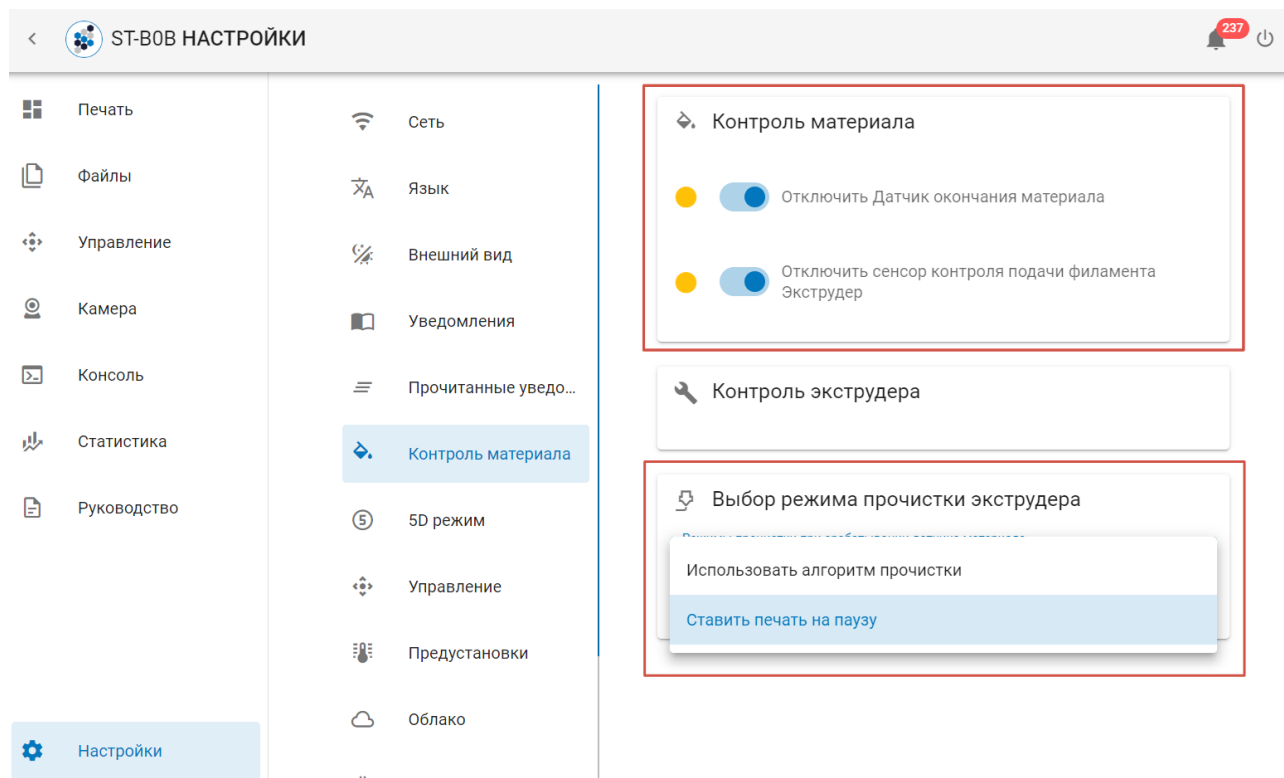 ST-B0B НАСТРОЙКИ
237
Печать
Файлы
Управление
Камера
Консоль
Статистика
Руководство
Настройки
Сеть
Язык
Внешний вид
Уведомления
Прочитанные уведо...
Контроль материала
5D режим
Управление
Предустановки
Облако
Контроль материала
Отключить Датчик окончания материала
Отключить сенсор контроля подачи филамента
Экструдер
Контроль экструдера
Выбор режима прочистки экструдера
Использовать алгоритм прочистки
Ставить печать на паузу